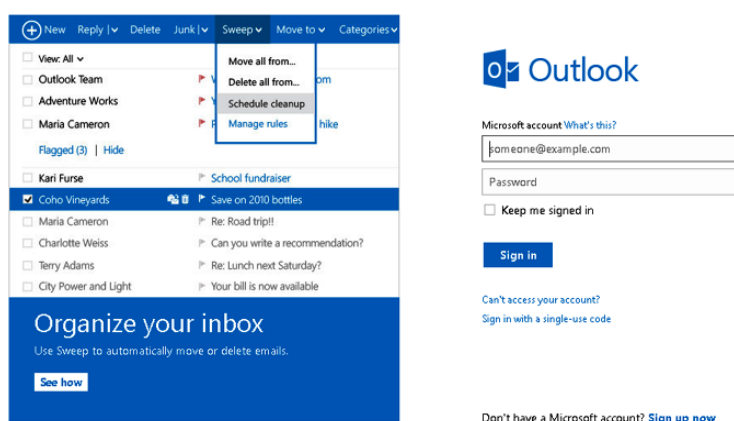 New Reply | Delete Junk | Sweep Move to Categories
View: All
Move all from...
Outlook Team
Delete all from... om
Adventure Works
Schedule cleanup
Maria Cameron
Manage rules hike
Flagged (3) | Hide
Kari Furse School fundraiser
Coho Vineyards Save on 2010 bottles
Maria Cameron Re: Road trip!!
Charlotte Weiss Can you write a recommendation?
Terry Adams Re: Lunch next Saturday?
City Power and Light Your bill is now available
Organize your inbox
Use Sweep to automatically move or delete emails.
See how
Outlook
Microsoft account What's this?
someone@example.com
Password
Keep me signed in
Sign in
Can't access your account?
Sign in with a single-use code
Don't have a Microsoft account? Sign up now